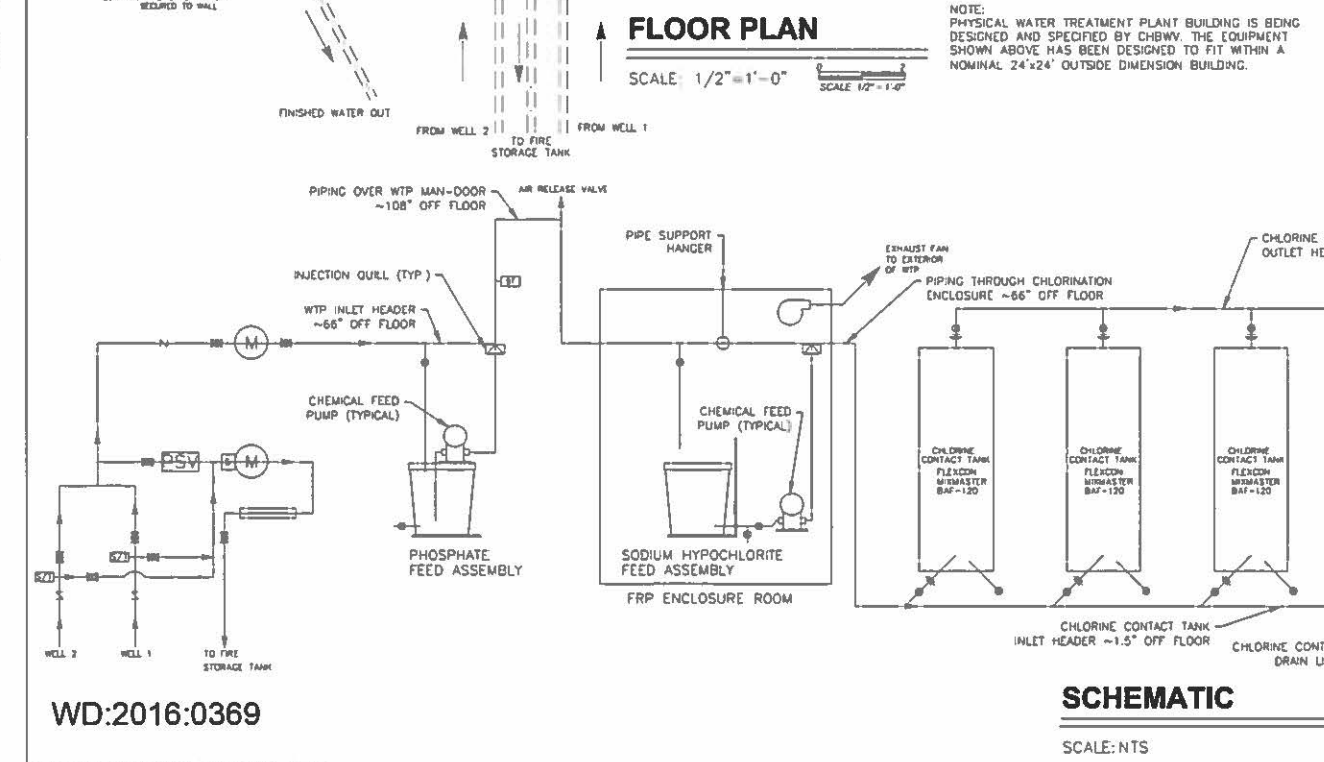 SECURED TO WALL
FINISHED WATER OUT
FROM WELL 2
TO FIRE
STORAGE TANK
FROM WELL 1
FLOOR PLAN
SCALE: 1/2"=1'-0"
0 2
SCALE 1/2"=1'-0"
NOTE:
PHYSICAL WATER TREATMENT PLANT BUILDING IS BEING
DESIGNED AND SPECIFIED BY CHBWV. THE EQUIPMENT
SHOWN ABOVE HAS BEEN DESIGNED TO FIT WITHIN A
NOMINAL 24'x24' OUTSIDE DIMENSION BUILDING.
PIPING OVER WTP MAN-DOOR
~108" OFF FLOOR
AIR RELEASE VALVE
INJECTION QUILL (TYP.)
WTP INLET HEADER
~66" OFF FLOOR
PIPE SUPPORT
HANGER
EXHAUST FAN
TO EXTERIOR
OF WTP
PIPING THROUGH CHLORINATION
ENCLOSURE ~66" OFF FLOOR
CHLORINE
OUTLET HE
M
CHEMICAL FEED
PUMP (TYPICAL)
CHEMICAL FEED
PUMP (TYPICAL)
PSV
M
CHLORINE
CONTACT TANK
FLEXCON
MIXMASTER
BAF-120
CHLORINE
CONTACT TANK
FLEXCON
MIXMASTER
BAF-120
CHLORINE
CONTACT TANK
FLEXCON
MIXMASTER
BAF-120
PHOSPHATE
FEED ASSEMBLY
SODIUM HYPOCHLORITE
FEED ASSEMBLY
FRP ENCLOSURE ROOM
WELL 2
WELL 1
TO FIRE
STORAGE TANK
CHLORINE CONTACT TANK
INLET HEADER ~1.5" OFF FLOOR
CHLORINE CONT
DRAIN LI
WD:2016:0369
SCHEMATIC
SCALE: NTS